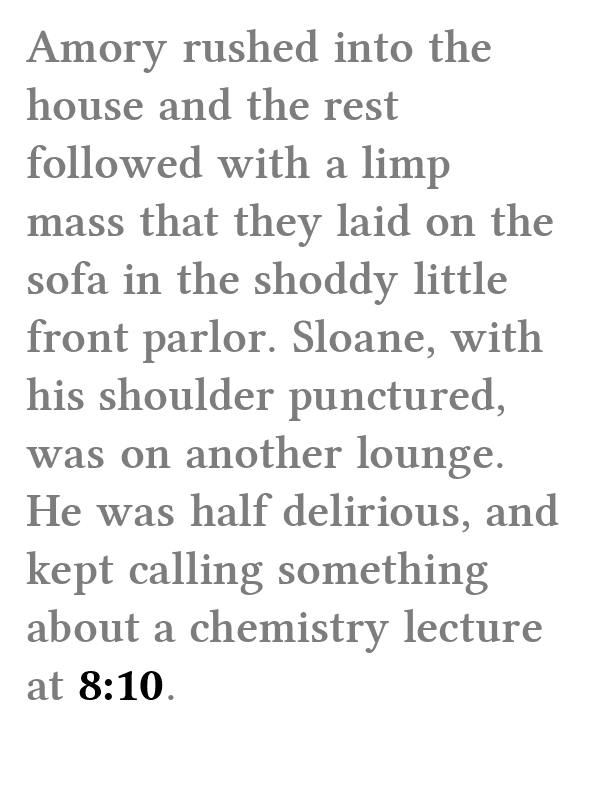 Amory rushed into the
house and the rest
followed with a limp
mass that they laid on the
sofa in the shoddy little
front parlor. Sloane, with
his shoulder punctured,
was on another lounge.
He was half delirious, and
kept calling something
about a chemistry lecture
at 8:10.